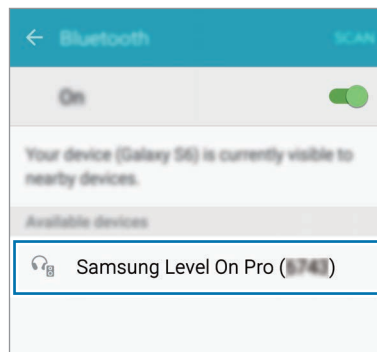 Bluetooth
SCAN
On
Your device (Galaxy S6) is currently visible to
nearby devices.
Available devices
Samsung Level On Pro ( )